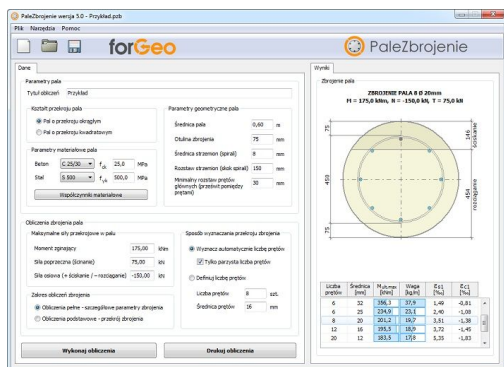 PaleZbrojenie wersja 5.0 - Przykład.pzb
Plik Narzędzia Pomoc
forGeo
PaleZbrojenie
Dane
Parametry pala
Tytuł obliczeń Przykład
Kształt przekroju pala
Pal o przekroju okrągłym
Pal o przekroju kwadratowym
Parametry materiałowe pala
Beton C 25/30 fck 25,0 MPa
Stal S 500 fyk 500,0 MPa
Współczynniki materiałowe
Parametry geometryczne pala
Średnica pala 0,60 m
Otulina zbrojenia 75 mm
Średnica strzemion (spirali) 8 mm
Rozstaw strzemion (skok spirali) 150 mm
Minimalny rozstaw prętów
głównych (prześwit pomiędzy
prętami)
30 mm
Obliczenia zbrojenia pala
Maksymalne siły przekrojowe w palu
Moment zginający 175,00 kNm
Siła poprzeczna (ścinanie) 75,00 kN
Siła osiowa (+ ściskanie / - rozciąganie) -150,00 kN
Zakres obliczeń zbrojenia
Obliczenia pełne - szczegółowe parametry zbrojenia
Obliczenia podstawowe - przekrój zbrojenia
Sposób wyznaczania przekroju zbrojenia
Wyznacz automatycznie liczbę prętów
Tylko parzysta liczba prętów
Definiuj liczbę prętów
Liczba prętów 8 szt.
Średnica prętów 16 mm
Wykonaj obliczenia
Drukuj obliczenia
Wyniki
Zbrojenie pala
ZBROJENIE PALA 8 Ø 20mm
M = 175,0 kNm, N = -150,0 kN, T = 75,0 kN
75
450
75
146
ściskanie
454
rozciąganie
Liczba prętów Średnica [mm] Mult,max [kNm] Waga [kg/m] Es1 [‰] Ec1 [‰]
6 32 356,3 37,9 1,49 -0,81
6 25 234,9 23,1 2,40 -1,08
8 20 201,2 19,7 3,51 -1,38
12 16 195,5 18,9 3,72 -1,45
20 12 183,5 17,8 5,33 -1,83